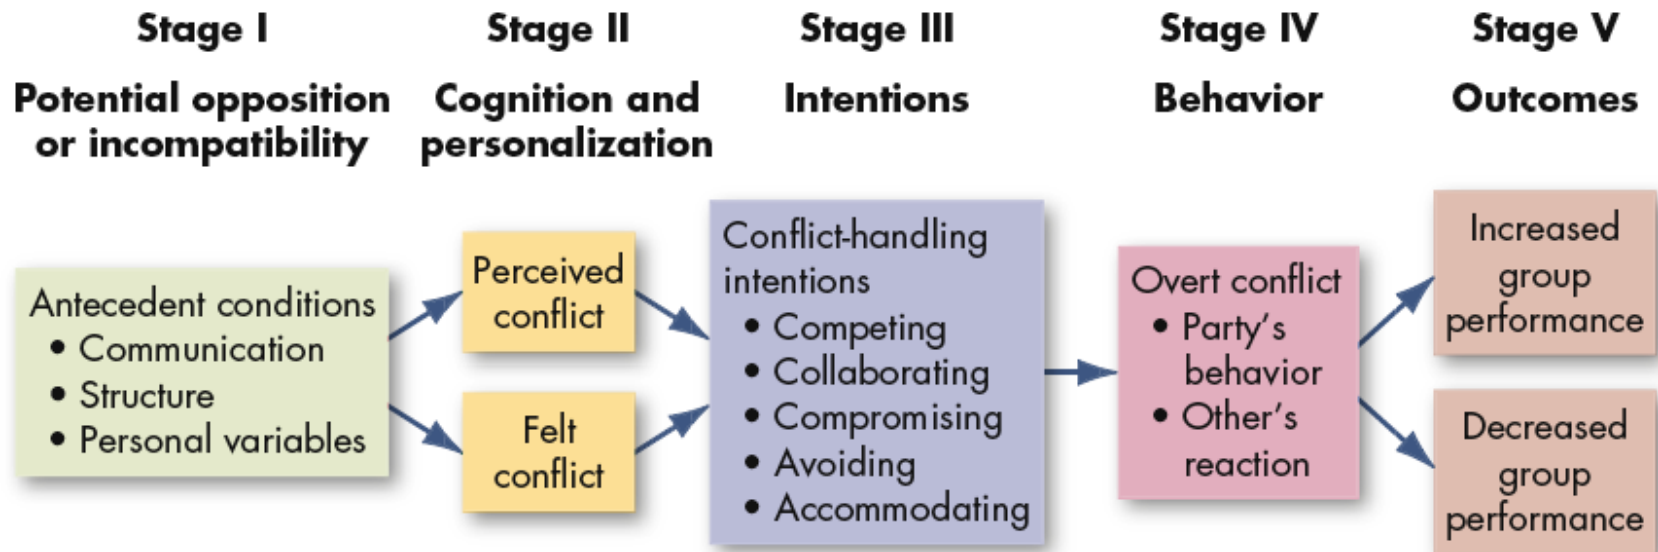 Stage I
Potential opposition
or incompatibility
Stage II
Cognition and
personalization
Stage III
Intentions
Stage IV
Behavior
Stage V
Outcomes
Antecedent conditions
• Communication
• Structure
• Personal variables
Perceived
conflict
Felt
conflict
Conflict-handling
intentions
• Competing
• Collaborating
• Compromising
• Avoiding
• Accommodating
Overt conflict
• Party's
behavior
• Other's
reaction
Increased
group
performance
Decreased
group
performance